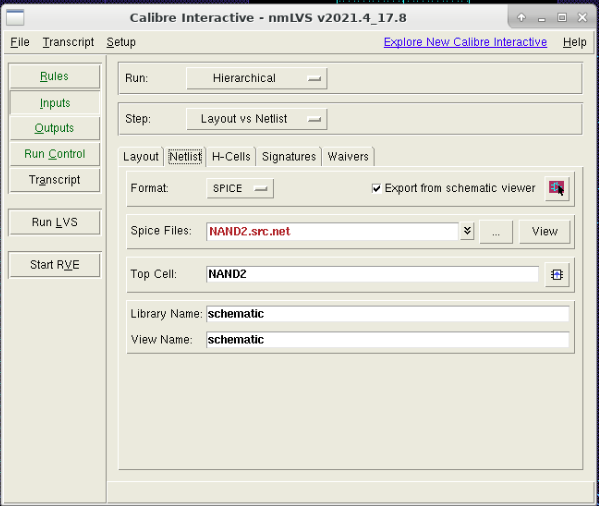 Calibre Interactive - nmLVS v2021.4_17.8
File Transcript Setup Explore New Calibre Interactive Help
Rules
Inputs
Outputs
Run Control
Transcript
Run LVS
Start RVE
Run: Hierarchical
Step: Layout vs Netlist
Layout Netlist H-Cells Signatures Waivers
Format: SPICE Export from schematic viewer
Spice Files: NAND2.src.net ... View
Top Cell: NAND2
Library Name: schematic
View Name: schematic